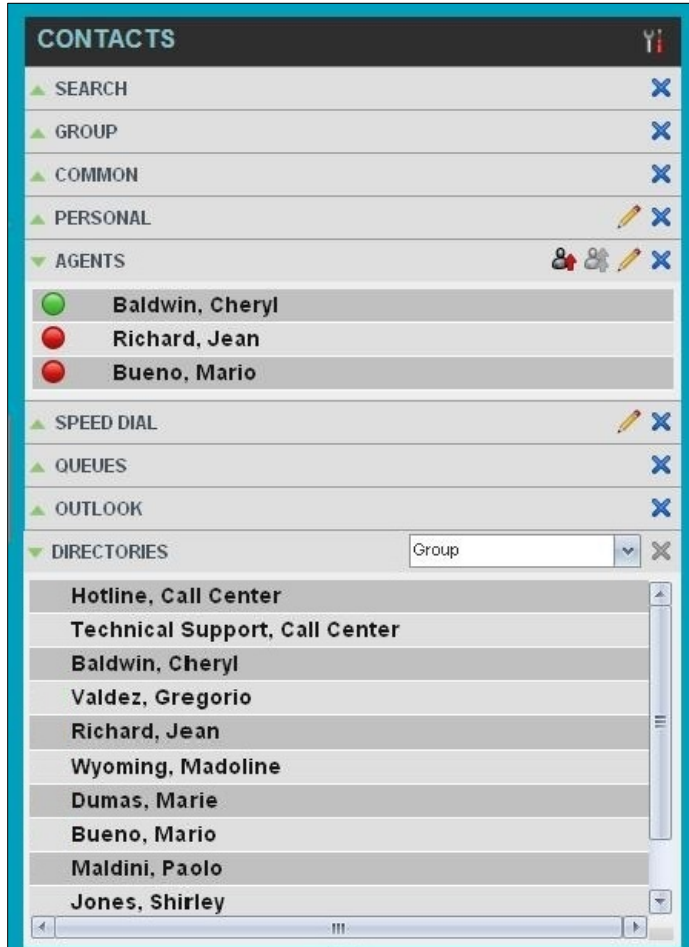 CONTACTS
SEARCH
GROUP
COMMON
PERSONAL
AGENTS
Baldwin, Cheryl
Richard, Jean
Bueno, Mario
SPEED DIAL
QUEUES
OUTLOOK
DIRECTORIES Group
Hotline, Call Center
Technical Support, Call Center
Baldwin, Cheryl
Valdez, Gregorio
Richard, Jean
Wyoming, Madoline
Dumas, Marie
Bueno, Mario
Maldini, Paolo
Jones, Shirley